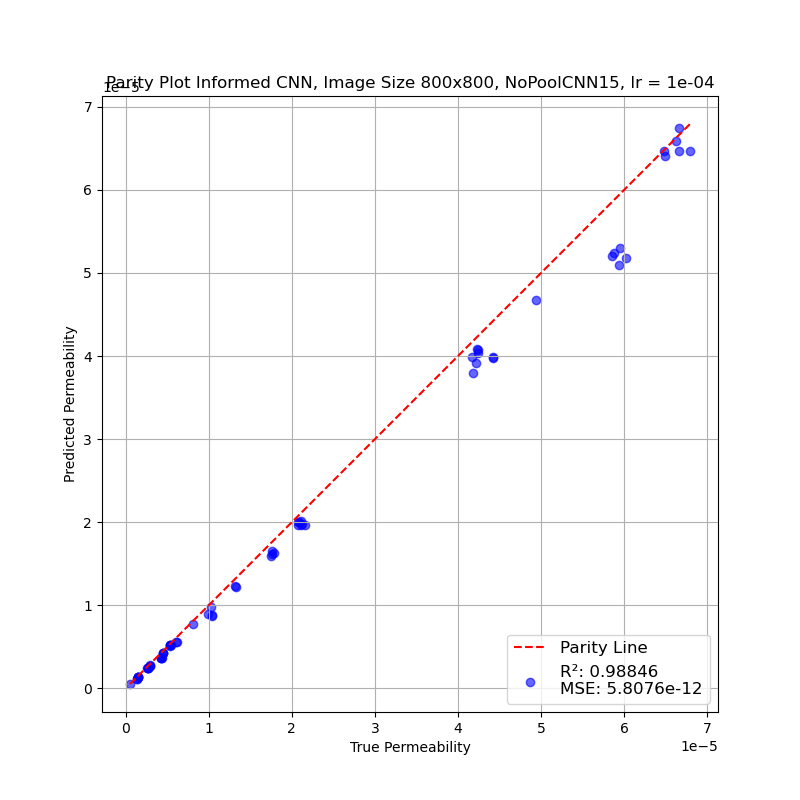 Parity Plot Informed CNN, Image Size 800x800, NoPoolCNN15, lr = 1e-04
1e−5
7
6
5
4
3
2
1
0
Predicted Permeability
Parity Line
R²: 0.98846
MSE: 5.8076e-12
0 1 2 3 4 5 6 7
True Permeability
1e−5